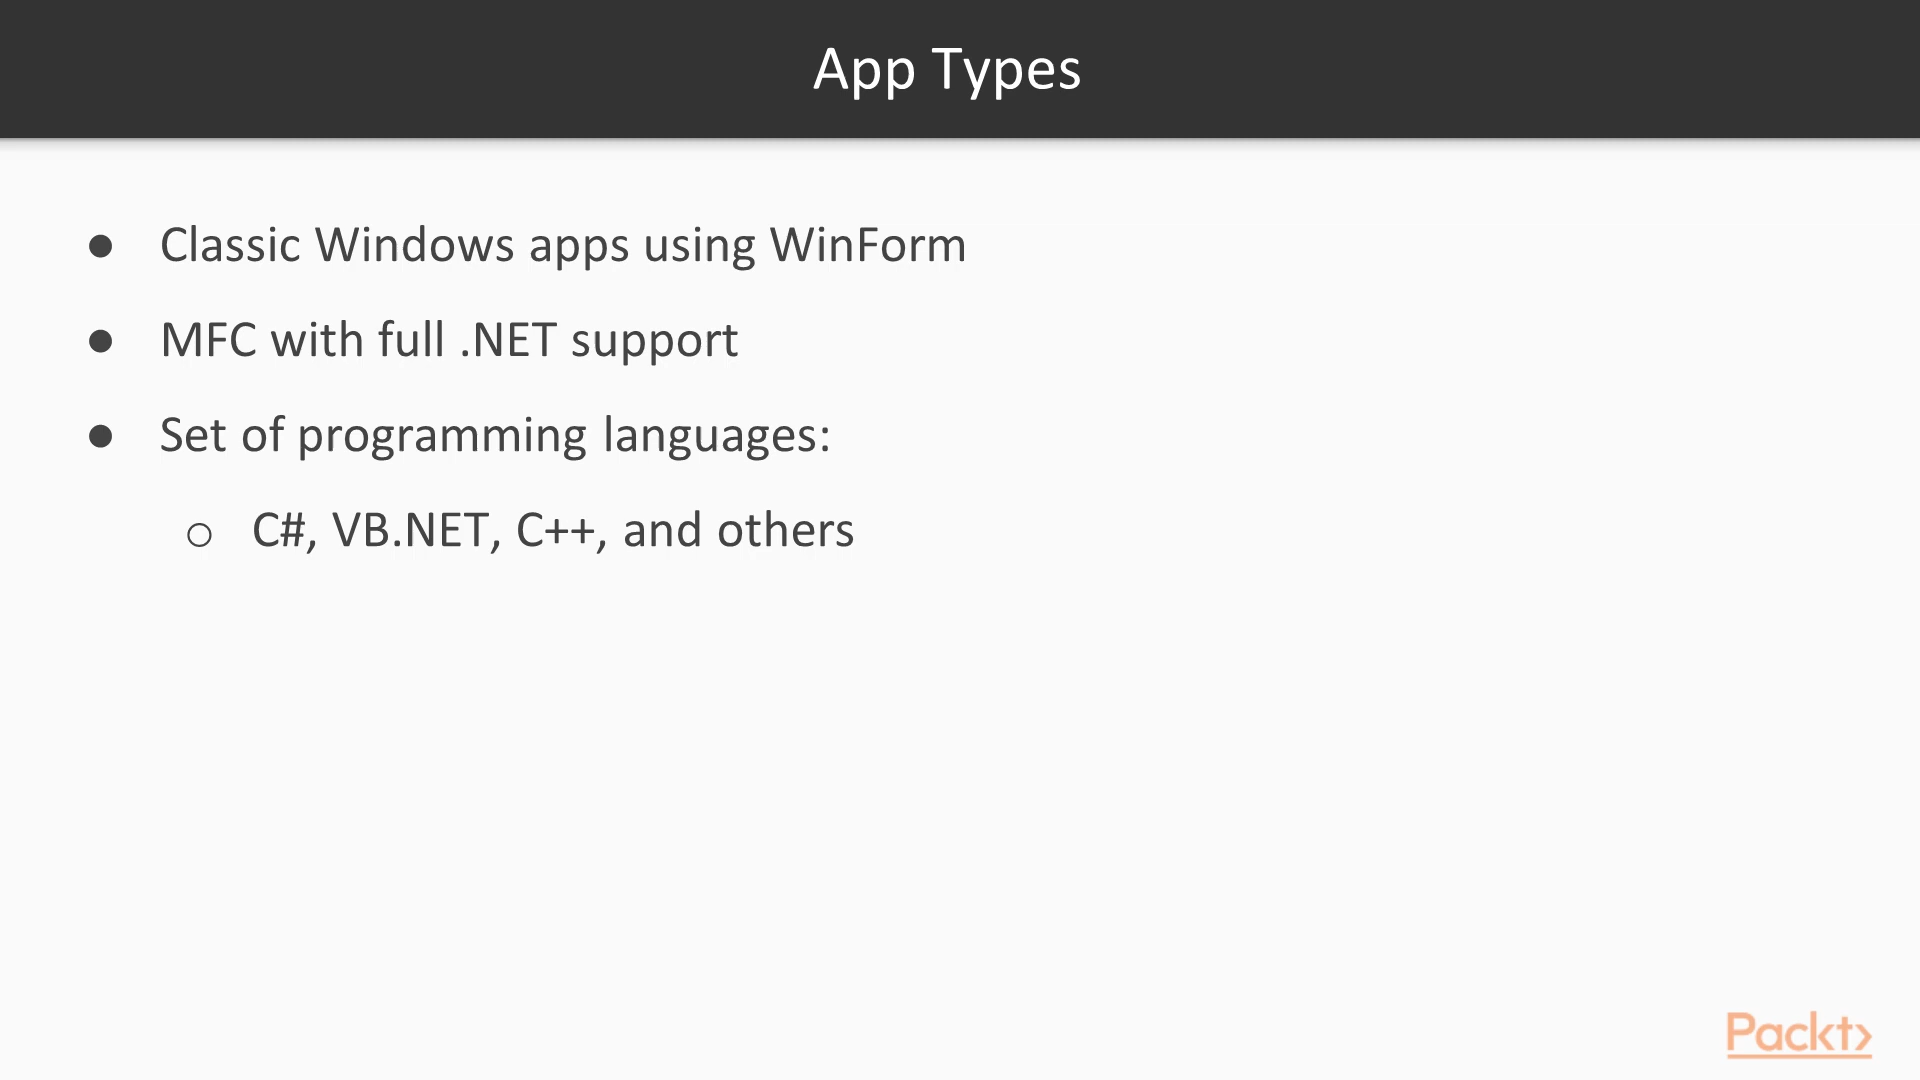 App Types
● Classic Windows apps using WinForm
● MFC with full .NET support
● Set of programming languages:
○ C#, VB.NET, C++, and others
Packt>